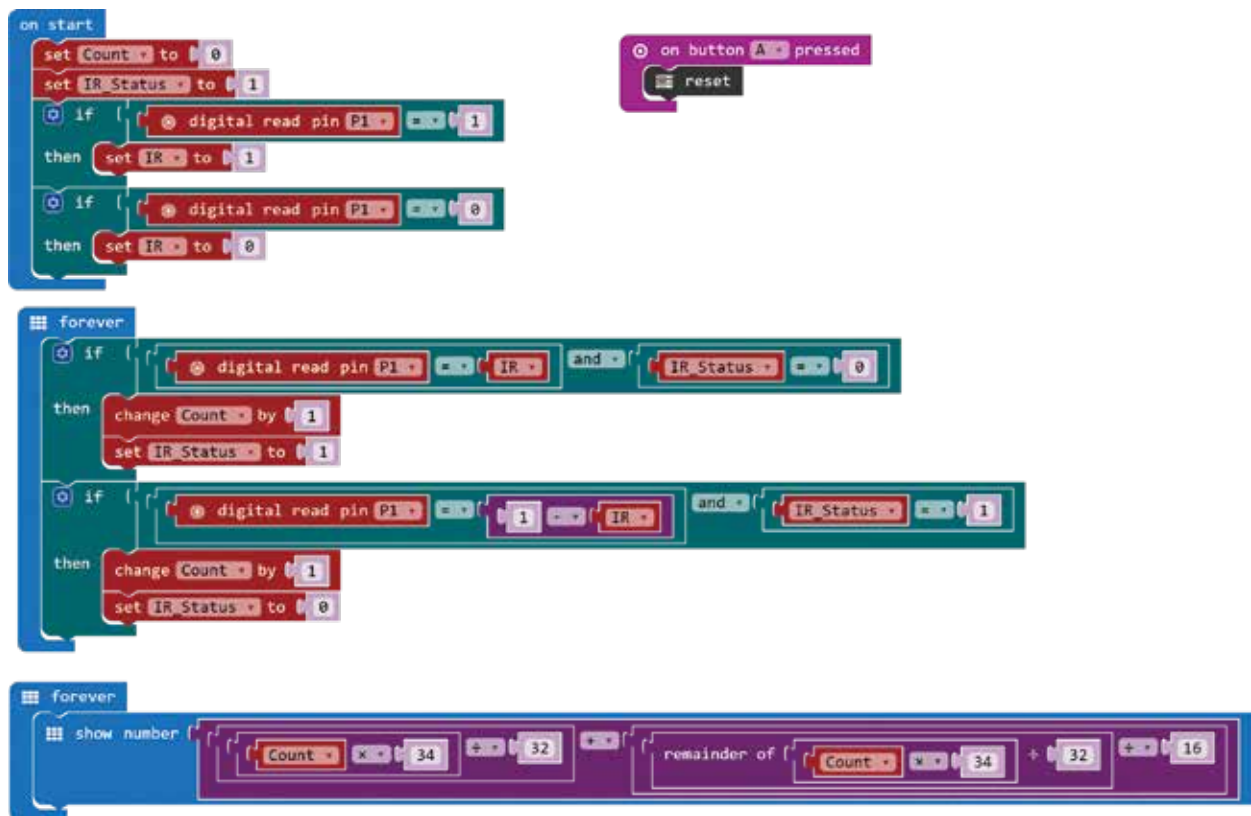 on start
set Count to 0
set IR_Status to 1
if digital read pin P1 = 1
then set IR to 1
if digital read pin P1 = 0
then set IR to 0
on button A pressed
reset
forever
if digital read pin P1 = IR and IR_Status = 0
then change Count by 1
set IR_Status to 1
if digital read pin P1 = 1 - IR and IR_Status = 1
then change Count by 1
set IR_Status to 0
forever
show number Count × 34 ÷ 32 + remainder of Count × 34 ÷ 32 ÷ 16